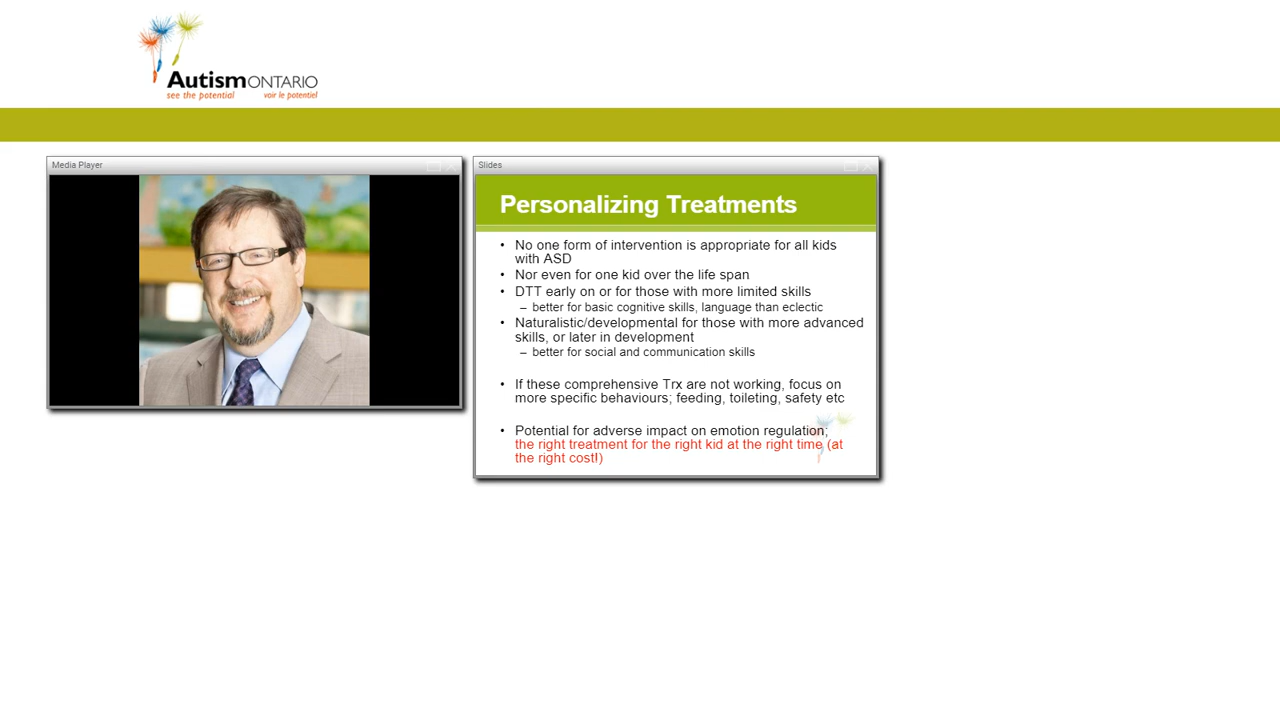 Autism ONTARIO
see the potential voir le potentiel
Media Player
Slides
Personalizing Treatments
• No one form of intervention is appropriate for all kids
with ASD
• Nor even for one kid over the life span
• DTT early on or for those with more limited skills
– better for basic cognitive skills, language than eclectic
• Naturalistic/developmental for those with more advanced
skills, or later in development
– better for social and communication skills
• If these comprehensive Trx are not working, focus on
more specific behaviours; feeding, toileting, safety etc
• Potential for adverse impact on emotion regulation;
the right treatment for the right kid at the right time (at
the right cost!)